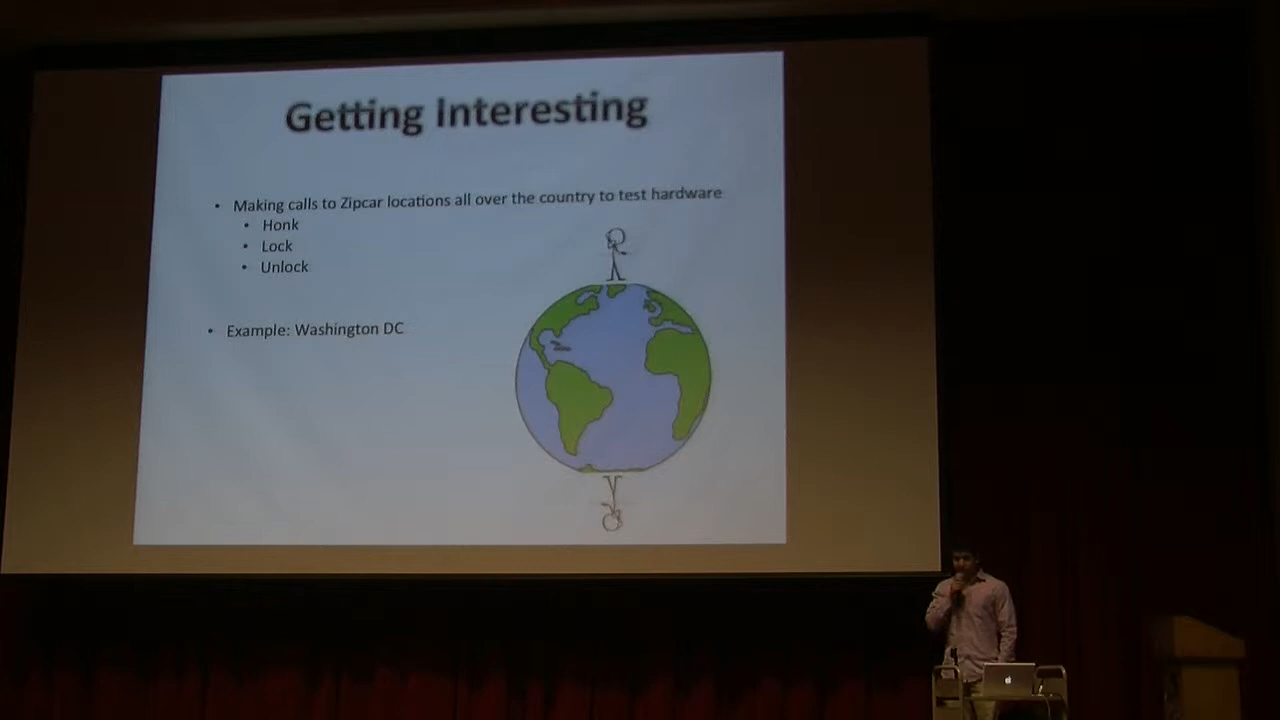 Getting Interesting
• Making calls to Zipcar locations all over the country to test hardware
• Honk
• Lock
• Unlock
• Example: Washington DC